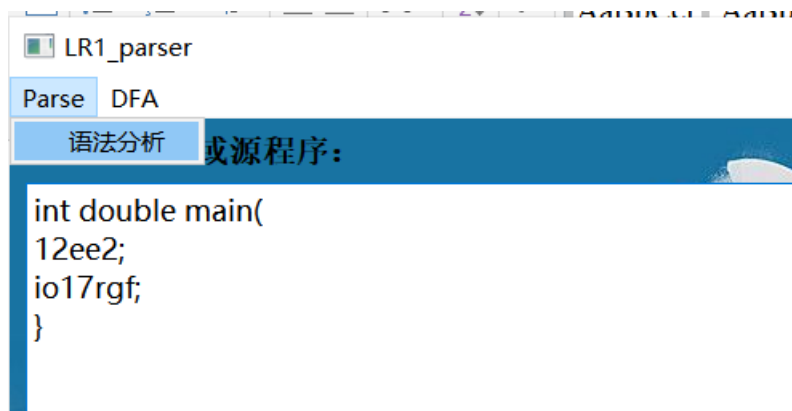 LR1_parser
Parse DFA
语法分析
或源程序：
int double main(
12ee2;
io17rgf;
}